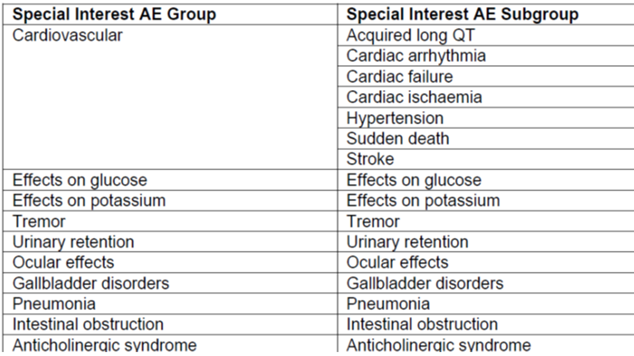 Special Interest AE Group Special Interest AE Subgroup
Cardiovascular Acquired long QT
Cardiac arrhythmia
Cardiac failure
Cardiac ischaemia
Hypertension
Sudden death
Stroke
Effects on glucose Effects on glucose
Effects on potassium Effects on potassium
Tremor Tremor
Urinary retention Urinary retention
Ocular effects Ocular effects
Gallbladder disorders Gallbladder disorders
Pneumonia Pneumonia
Intestinal obstruction Intestinal obstruction
Anticholinergic syndrome Anticholinergic syndrome